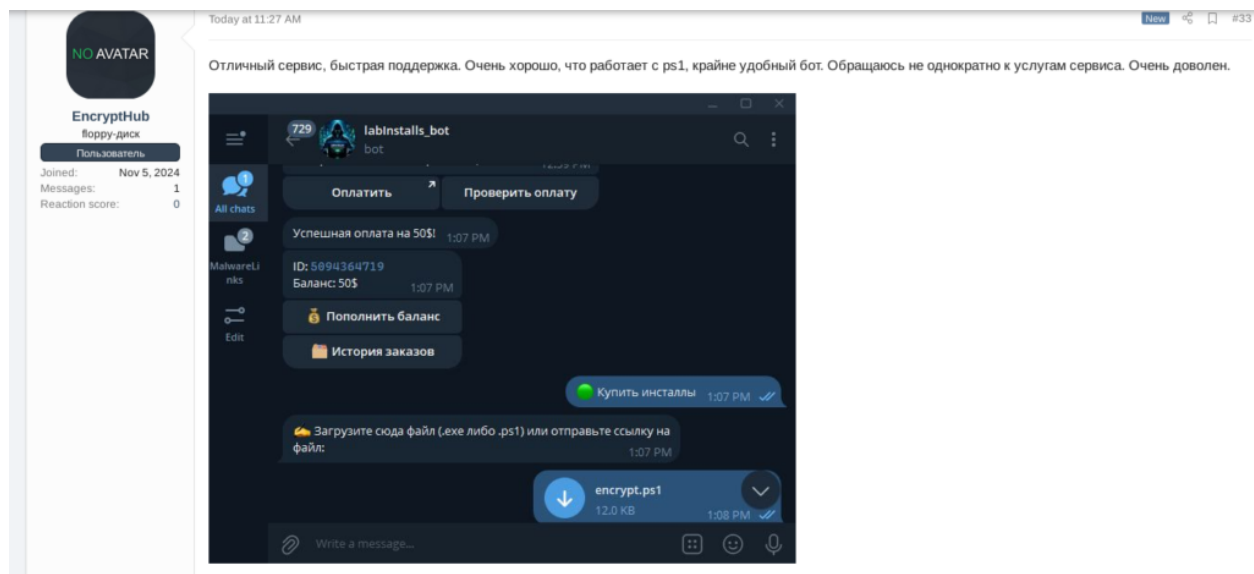 Today at 11:27 AM
New
#33
NO AVATAR
EncryptHub
floppy-диск
Пользователь
Joined: Nov 5, 2024
Messages: 1
Reaction score: 0
Отличный сервис, быстрая поддержка. Очень хорошо, что работает с ps1, крайне удобный бот. Обращаюсь не однократно к услугам сервиса. Очень доволен.
729
labInstalls_bot
bot
1
All chats
2
MalwareLi
nks
Edit
Оплатить
Проверить оплату
Успешная оплата на 50$! 1:07 PM
ID: 5094364719
Баланс: 50$ 1:07 PM
Пополнить баланс
История заказов
Купить инсталлы 1:07 PM
Загрузите сюда файл (.exe либо .ps1) или отправьте ссылку на
файл: 1:07 PM
encrypt.ps1
12.0 KB 1:08 PM
Write a message...